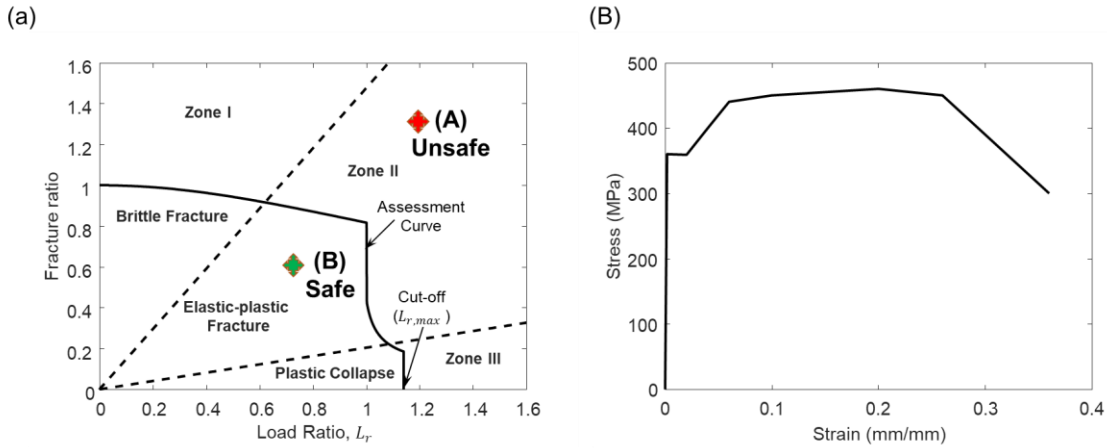 (a)
(B)
1.6
1.4
1.2
1
0.8
0.6
0.4
0.2
0
Fracture ratio
Zone I
(A)
Unsafe
Zone II
Brittle Fracture
Assessment
Curve
(B)
Safe
Elastic-plastic
Fracture
Cut-off
(L_{r,max} )
Zone III
Plastic Collapse
0 0.2 0.4 0.6 0.8 1 1.2 1.4 1.6
Load Ratio, L_r
500
400
300
200
100
0
Stress (MPa)
0 0.1 0.2 0.3 0.4
Strain (mm/mm)